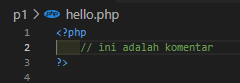 p1 > hello.php
1 <?php
2 // ini adalah komentar
3 ?>